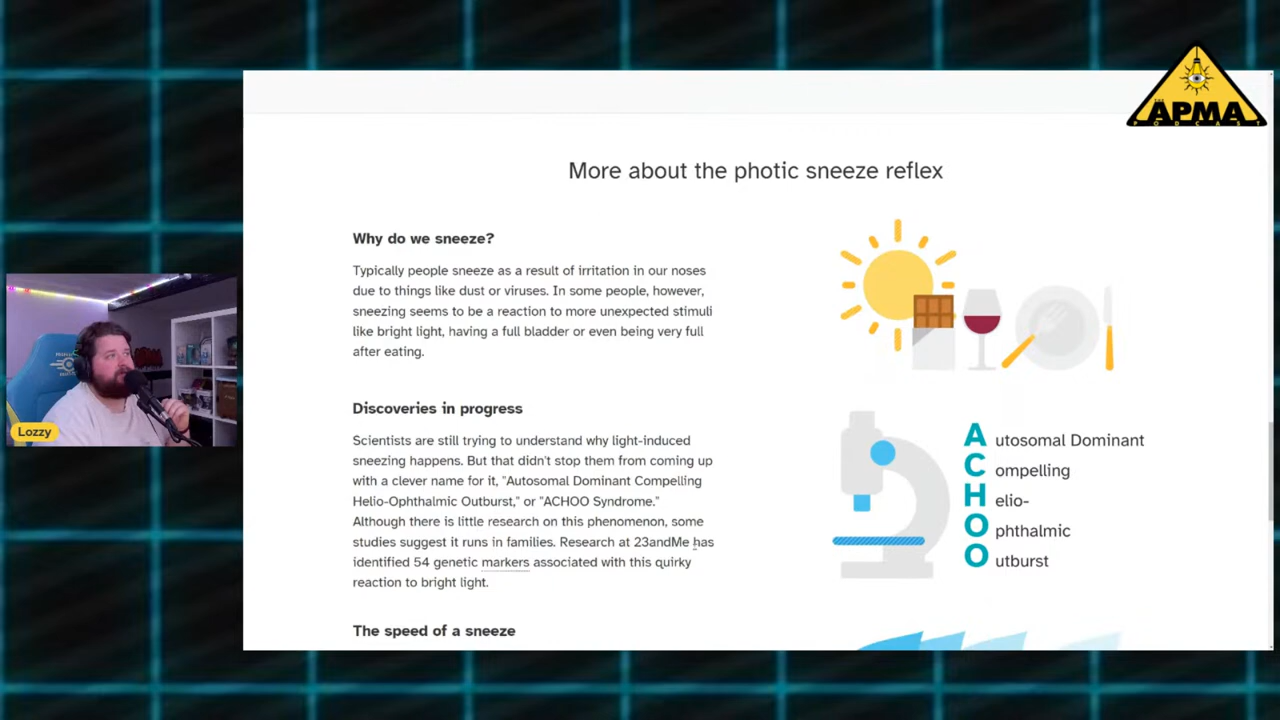 THE
APMA
PODCAST
More about the photic sneeze reflex
Why do we sneeze?
Typically people sneeze as a result of irritation in our noses
due to things like dust or viruses. In some people, however,
sneezing seems to be a reaction to more unexpected stimuli
like bright light, having a full bladder or even being very full
after eating.
Lozzy
Discoveries in progress
Scientists are still trying to understand why light-induced
sneezing happens. But that didn't stop them from coming up
with a clever name for it, "Autosomal Dominant Compelling
Helio-Ophthalmic Outburst," or "ACHOO Syndrome."
Although there is little research on this phenomenon, some
studies suggest it runs in families. Research at 23andMe has
identified 54 genetic markers associated with this quirky
reaction to bright light.
A utosomal Dominant
C ompelling
H elio-
O phthalmic
O utburst
The speed of a sneeze